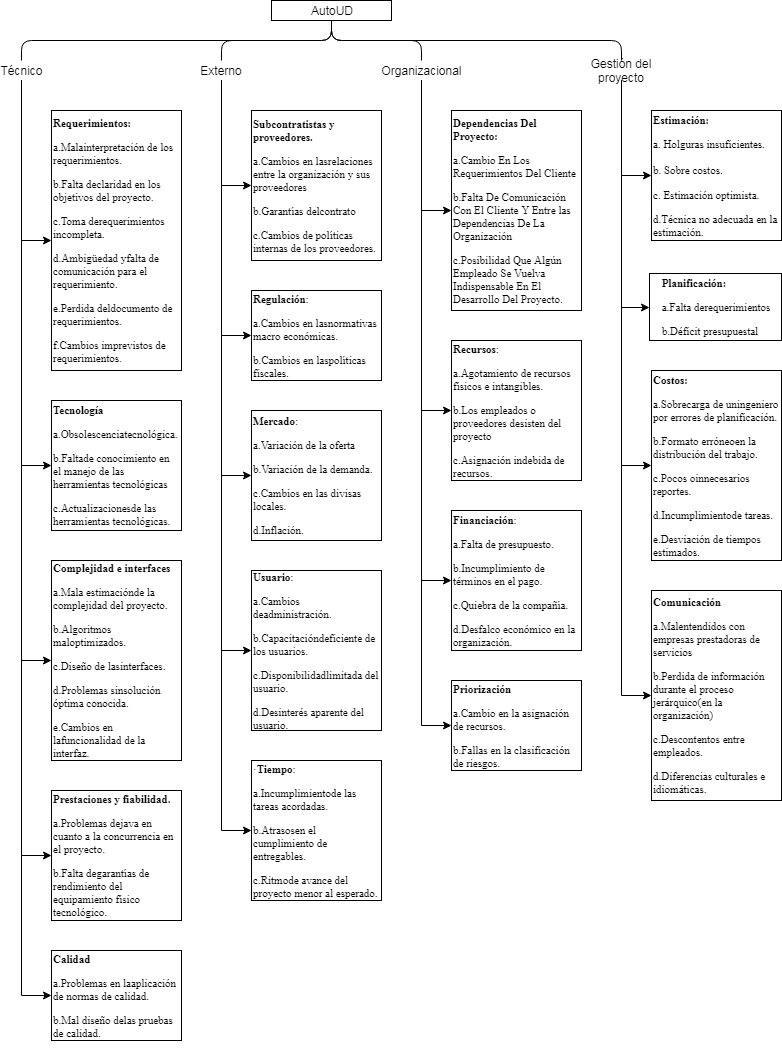 AutoUD
Técnico
Externo
Organizacional
Gestión del
proyecto
Requerimientos:
a.Malainterpretación de los
requerimientos.
b.Falta declaridad en los
objetivos del proyecto.
c.Toma derequerimientos
incompleta.
d.Ambigüedad yfalta de
comunicación para el
requerimiento.
e.Perdida deldocumento de
requerimientos.
f.Cambios imprevistos de
requerimientos.
Tecnología
a.Obsolescenciatecnológica.
b.Faltade conocimiento en
el manejo de las
herramientas tecnológicas
c.Actualizacionesde las
herramientas tecnológicas.
Complejidad e interfaces
a.Mala estimaciónde la
complejidad del proyecto.
b.Algoritmos
maloptimizados.
c.Diseño de lasinterfaces.
d.Problemas sinsolución
óptima conocida.
e.Cambios en
lafuncionalidad de la
interfaz.
Prestaciones y fiabilidad.
a.Problemas dejava en
cuanto a la concurrencia en
el proyecto.
b.Falta degarantías de
rendimiento del
equipamiento físico
tecnológico.
Calidad
a.Problemas en laaplicación
de normas de calidad.
b.Mal diseño delas pruebas
de calidad.
Subcontratistas y
proveedores.
a.Cambios en lasrelaciones
entre la organización y sus
proveedores
b.Garantías delcontrato
c.Cambios de políticas
internas de los proveedores.
Regulación:
a.Cambios en lasnormativas
macro económicas.
b.Cambios en laspolíticas
fiscales.
Mercado:
a.Variación de la oferta
b.Variación de la demanda.
c.Cambios en las divisas
locales.
d.Inflación.
Usuario:
a.Cambios
deadministración.
b.Capacitacióndeficiente de
los usuarios.
c.Disponibilidadlimitada del
usuario.
d.Desinterés aparente del
usuario.
·Tiempo:
a.Incumplimientode las
tareas acordadas.
b.Atrasosen el
cumplimiento de
entregables.
c.Ritmode avance del
proyecto menor al esperado.
Dependencias Del
Proyecto:
a.Cambio En Los
Requerimientos Del Cliente
b.Falta De Comunicación
Con El Cliente Y Entre las
Dependencias De La
Organización
c.Posibilidad Que Algún
Empleado Se Vuelva
Indispensable En El
Desarrollo Del Proyecto.
Recursos:
a.Agotamiento de recursos
físicos e intangibles.
b.Los empleados o
proveedores desisten del
proyecto
c.Asignación indebida de
recursos.
Financiación:
a.Falta de presupuesto.
b.Incumplimiento de
términos en el pago.
c.Quiebra de la compañía.
d.Desfalco económico en la
organización.
Priorización
a.Cambio en la asignación
de recursos.
b.Fallas en la clasificación
de riesgos.
Estimación:
a. Holguras insuficientes.
b. Sobre costos.
c. Estimación optimista.
d.Técnica no adecuada en la
estimación.
Planificación:
a.Falta derequerimientos
b.Déficit presupuestal
Costos:
a.Sobrecarga de uningeniero
por errores de planificación.
b.Formato erróneoen la
distribución del trabajo.
c.Pocos oinnecesarios
reportes.
d.Incumplimientode tareas.
e.Desviación de tiempos
estimados.
Comunicación
a.Malentendidos con
empresas prestadoras de
servicios
b.Perdida de información
durante el proceso
jerárquico(en la
organización)
c.Descontentos entre
empleados.
d.Diferencias culturales e
idiomáticas.